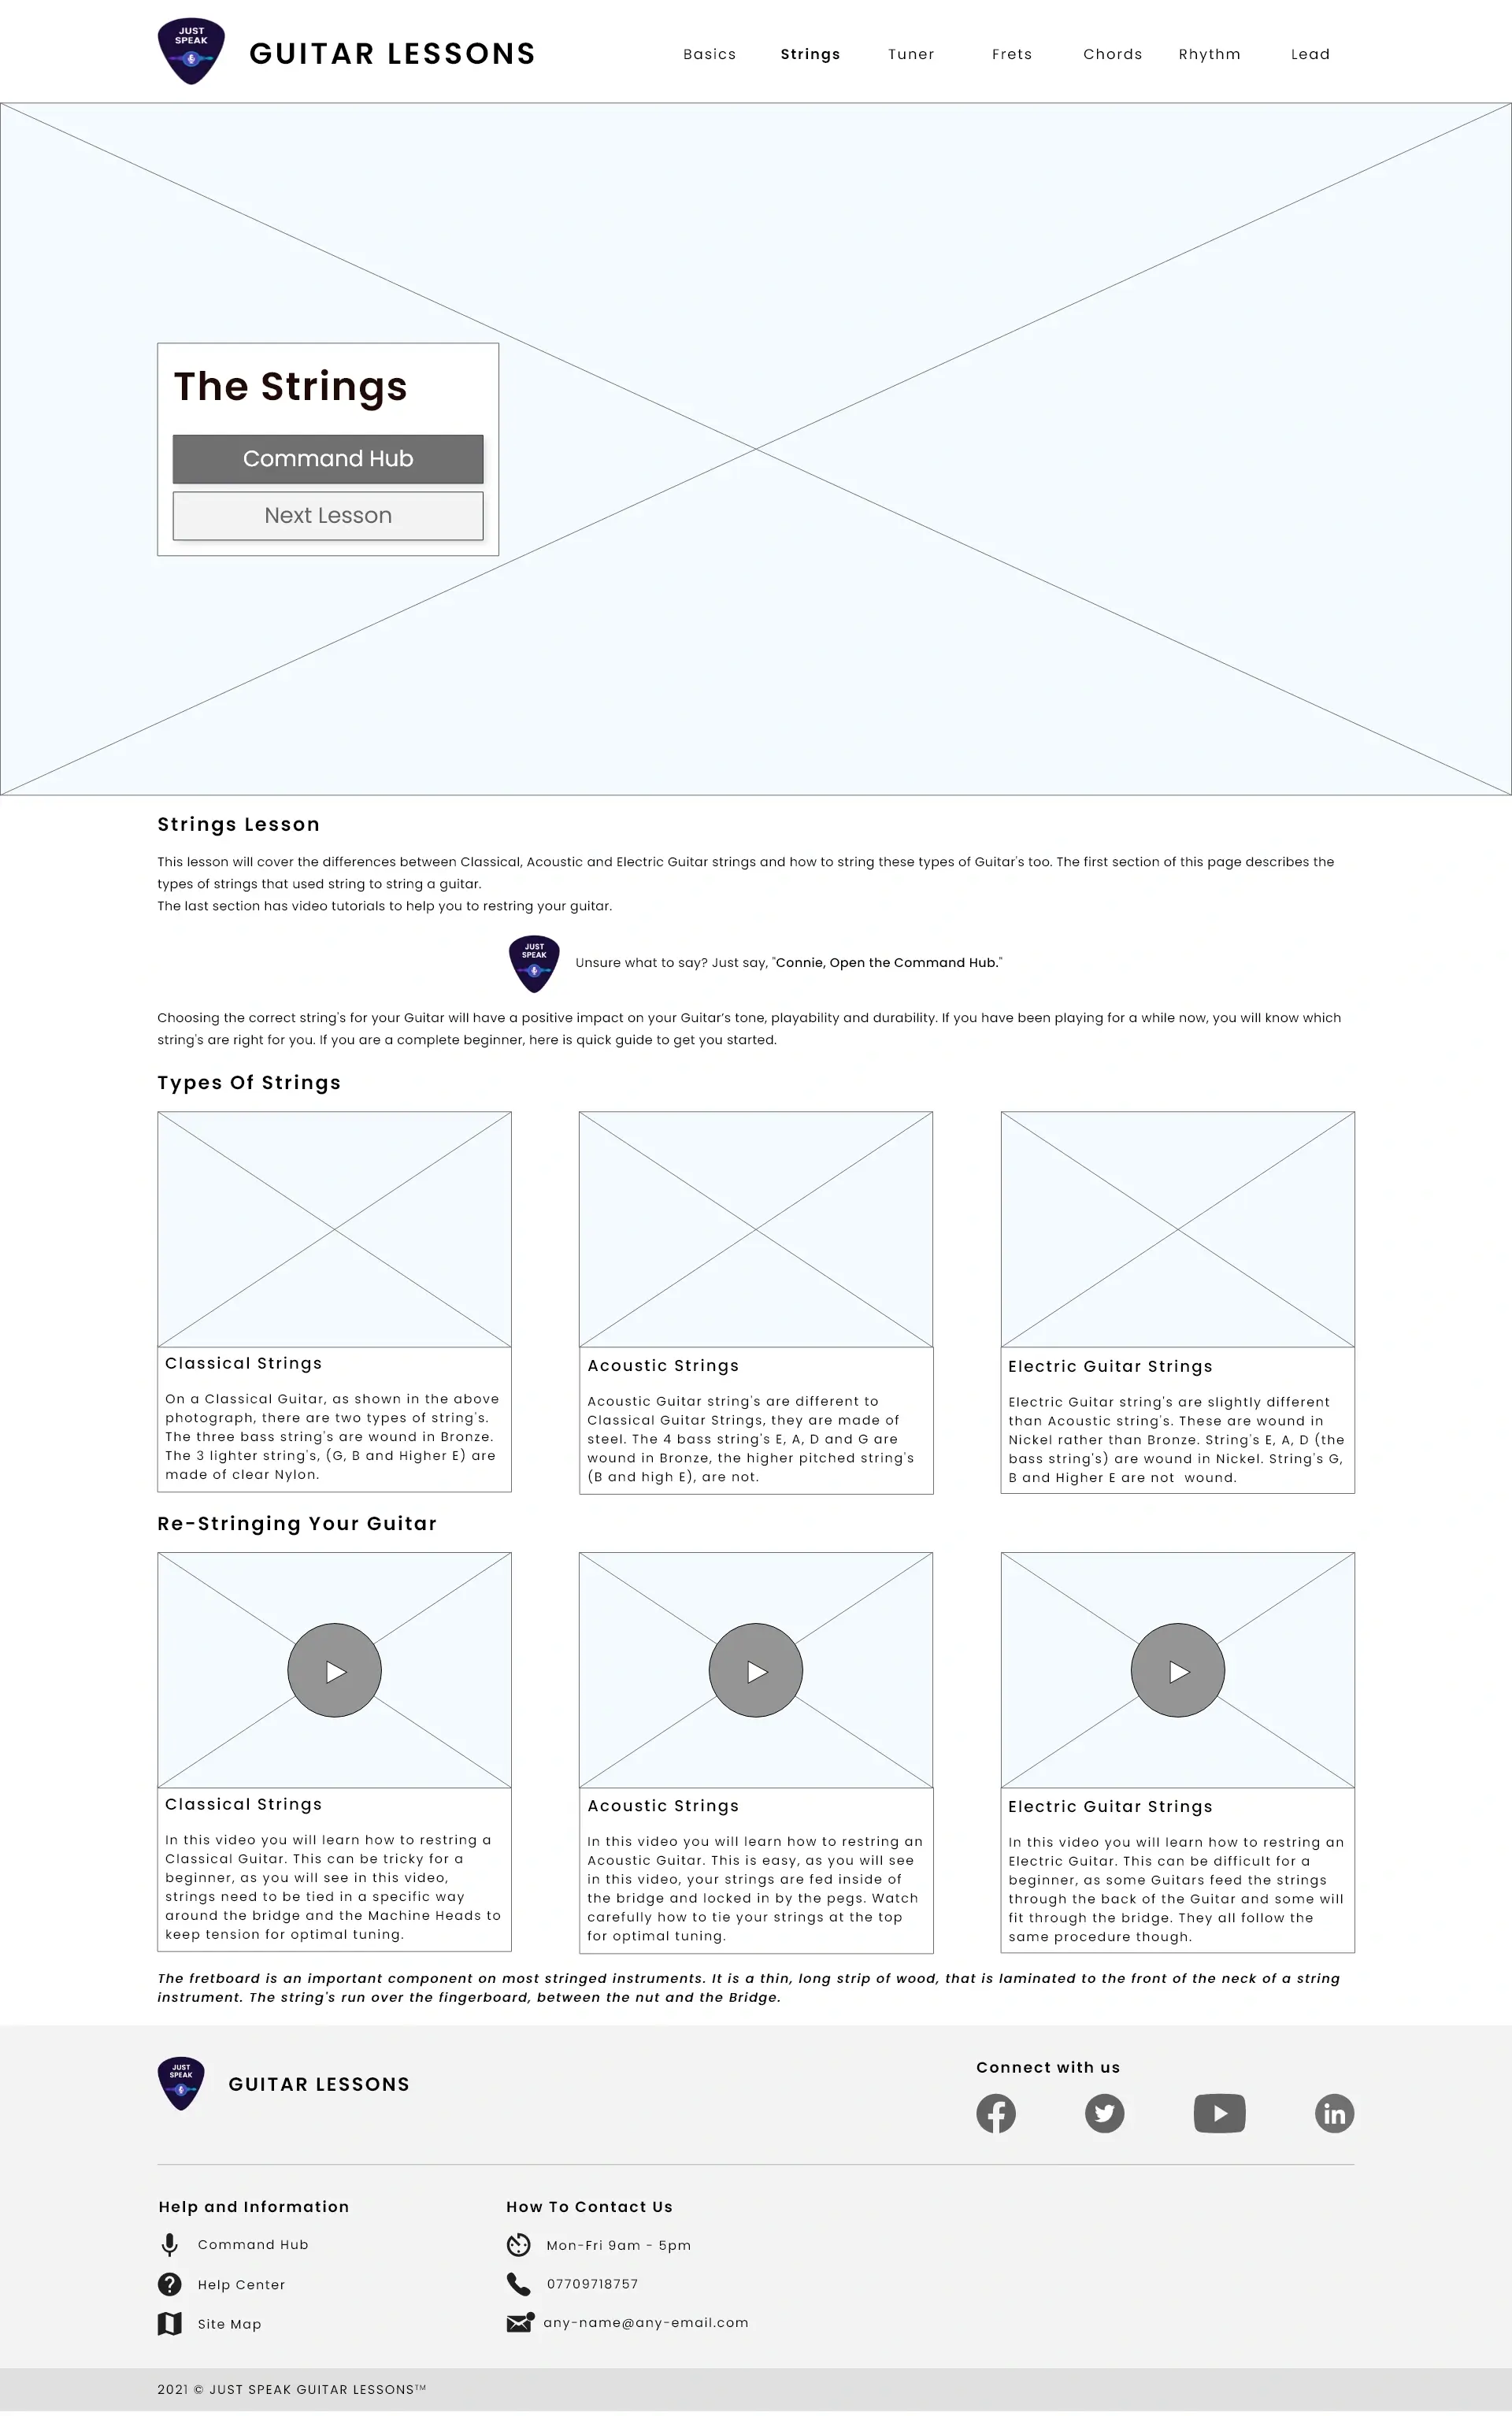 JUST
SPEAK
GUITAR LESSONS
Basics Strings Tuner Frets Chords Rhythm Lead
The Strings
Command Hub
Next Lesson
Strings Lesson
This lesson will cover the differences between Classical, Acoustic and Electric Guitar strings and how to string these types of Guitar's too. The first section of this page describes the
types of strings that used string to string a guitar.
The last section has video tutorials to help you to restring your guitar.
JUST
SPEAK
Unsure what to say? Just say, "Connie, Open the Command Hub."
Choosing the correct string's for your Guitar will have a positive impact on your Guitar's tone, playability and durability. If you have been playing for a while now, you will know which
string's are right for you. If you are a complete beginner, here is quick guide to get you started.
Types Of Strings
Classical Strings
On a Classical Guitar, as shown in the above
photograph, there are two types of string's.
The three bass string's are wound in Bronze.
The 3 lighter string's, (G, B and Higher E) are
made of clear Nylon.
Acoustic Strings
Acoustic Guitar string's are different to
Classical Guitar Strings, they are made of
steel. The 4 bass string's E, A, D and G are
wound in Bronze, the higher pitched string's
(B and high E), are not.
Electric Guitar Strings
Electric Guitar string's are slightly different
than Acoustic string's. These are wound in
Nickel rather than Bronze. String's E, A, D (the
bass string's) are wound in Nickel. String's G,
B and Higher E are not wound.
Re-Stringing Your Guitar
Classical Strings
In this video you will learn how to restring a
Classical Guitar. This can be tricky for a
beginner, as you will see in this video,
strings need to be tied in a specific way
around the bridge and the Machine Heads to
keep tension for optimal tuning.
Acoustic Strings
In this video you will learn how to restring an
Acoustic Guitar. This is easy, as you will see
in this video, your strings are fed inside of
the bridge and locked in by the pegs. Watch
carefully how to tie your strings at the top
for optimal tuning.
Electric Guitar Strings
In this video you will learn how to restring an
Electric Guitar. This can be difficult for a
beginner, as some Guitars feed the strings
through the back of the Guitar and some will
fit through the bridge. They all follow the
same procedure though.
The fretboard is an important component on most stringed instruments. It is a thin, long strip of wood, that is laminated to the front of the neck of a string
instrument. The string's run over the fingerboard, between the nut and the Bridge.
JUST
SPEAK
GUITAR LESSONS
Connect with us
Help and Information
Command Hub
Help Center
Site Map
How To Contact Us
Mon-Fri 9am - 5pm
07709718757
any-name@any-email.com
2021 © JUST SPEAK GUITAR LESSONS™